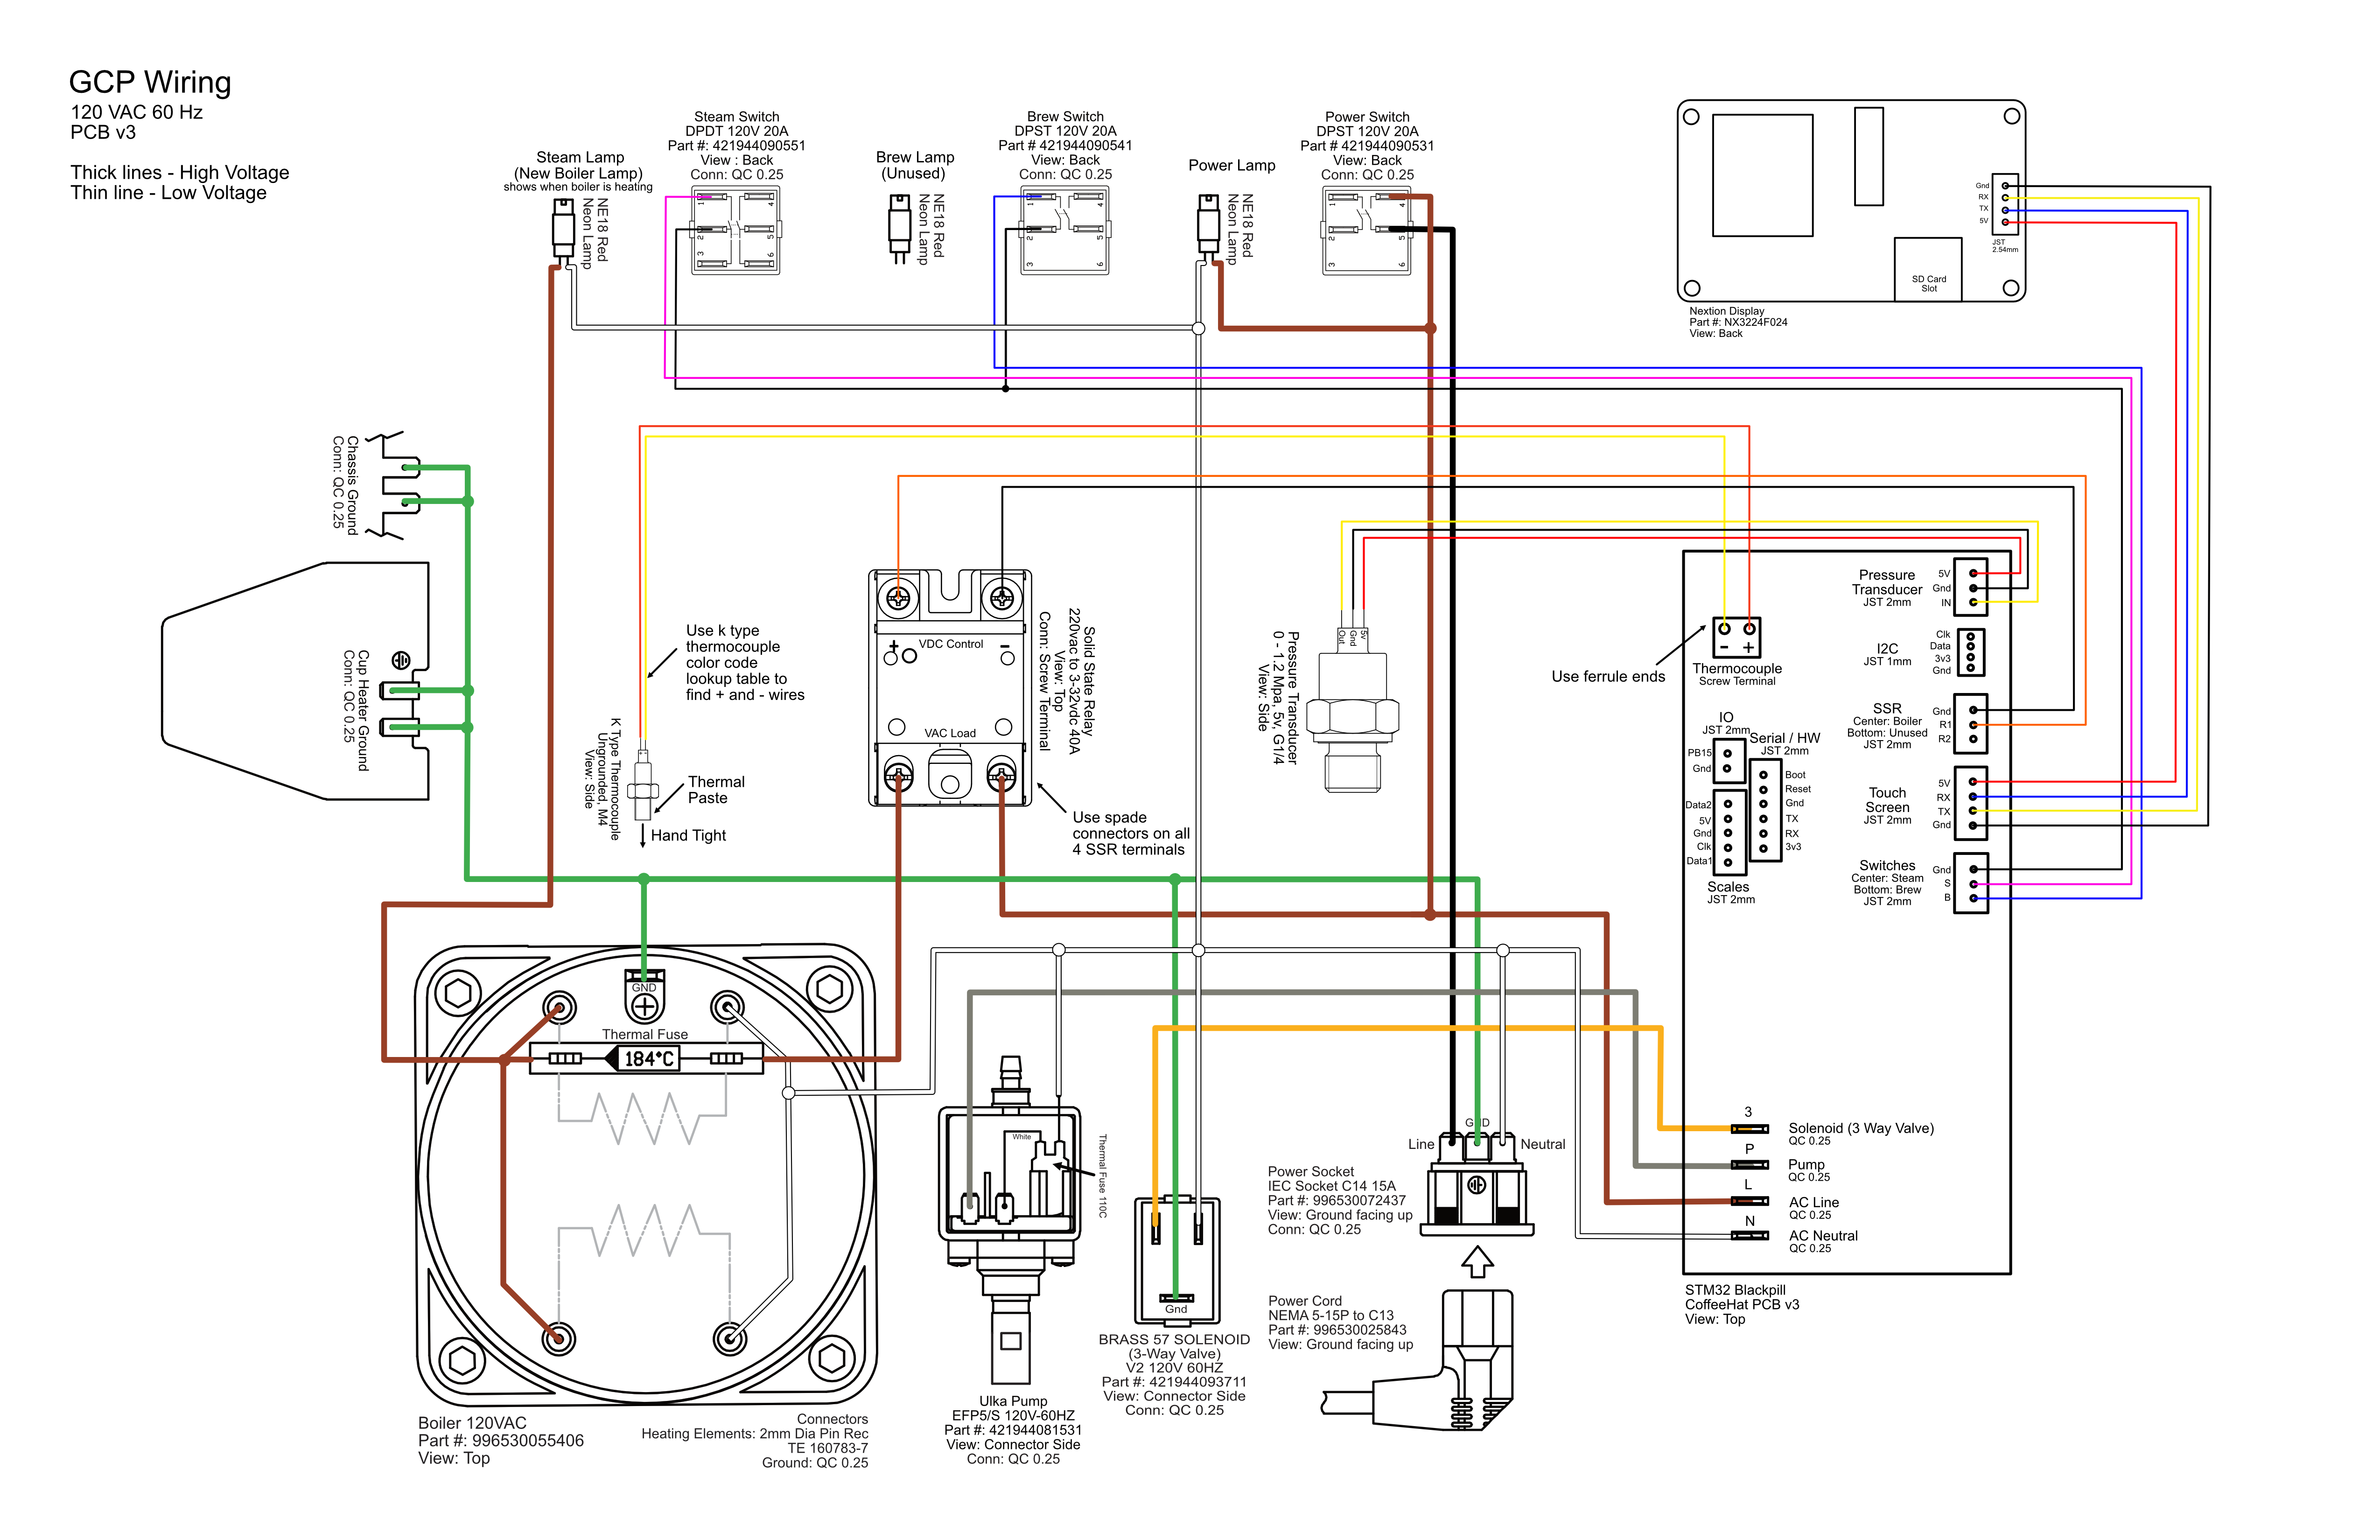 GCP Wiring
120 VAC 60 Hz
PCB v3
Thick lines - High Voltage
Thin line - Low Voltage
Steam Lamp
(New Boiler Lamp)
shows when boiler is heating
NE18 Red
Neon Lamp
Steam Switch
DPDT 120V 20A
Part #: 421944090551
View : Back
Conn: QC 0.25
1
2
3
4
5
6
Brew Lamp
(Unused)
NE18 Red
Neon Lamp
Brew Switch
DPST 120V 20A
Part # 421944090541
View: Back
Conn: QC 0.25
1
2
3
4
5
6
Power Lamp
NE18 Red
Neon Lamp
Power Switch
DPST 120V 20A
Part # 421944090531
View: Back
Conn: QC 0.25
1
2
3
4
5
6
Gnd
RX
TX
5V
JST
2.54mm
SD Card
Slot
Nextion Display
Part #: NX3224F024
View: Back
Chassis Ground
Conn: QC 0.25
Cup Heater Ground
Conn: QC 0.25
Use k type
thermocouple
color code
lookup table to
find + and - wires
K Type Thermocouple
Ungrounded, M4
View: Side
Thermal
Paste
Hand Tight
+
VDC Control
-
VAC Load
Solid State Relay
220vac to 3-32vdc 40A
View: Top
Conn: Screw Terminal
Use spade
connectors on all
4 SSR terminals
Out
Gnd
5v
Pressure Transducer
0 - 1.2 Mpa, 5v, G1/4
View: Side
Use ferrule ends
- +
Thermocouple
Screw Terminal
Pressure
Transducer
JST 2mm
5V
Gnd
IN
I2C
JST 1mm
Clk
Data
3v3
Gnd
SSR
Center: Boiler
Bottom: Unused
JST 2mm
Gnd
R1
R2
IO
JST 2mm
PB15
Gnd
Serial / HW
JST 2mm
Boot
Reset
Gnd
TX
RX
3v3
Data2
5V
Gnd
Clk
Data1
Scales
JST 2mm
Touch
Screen
JST 2mm
5V
RX
TX
Gnd
Switches
Center: Steam
Bottom: Brew
JST 2mm
Gnd
S
B
3
Solenoid (3 Way Valve)
QC 0.25
P
Pump
QC 0.25
L
AC Line
QC 0.25
N
AC Neutral
QC 0.25
STM32 Blackpill
CoffeeHat PCB v3
View: Top
GND
Thermal Fuse
184°C
Boiler 120VAC
Part #: 996530055406
View: Top
Connectors
Heating Elements: 2mm Dia Pin Rec
TE 160783-7
Ground: QC 0.25
White
Thermal Fuse 110C
Ulka Pump
EFP5/S 120V-60HZ
Part #: 421944081531
View: Connector Side
Conn: QC 0.25
Gnd
BRASS 57 SOLENOID
(3-Way Valve)
V2 120V 60HZ
Part #: 421944093711
View: Connector Side
Conn: QC 0.25
GND
Line
Neutral
Power Socket
IEC Socket C14 15A
Part #: 996530072437
View: Ground facing up
Conn: QC 0.25
Power Cord
NEMA 5-15P to C13
Part #: 996530025843
View: Ground facing up